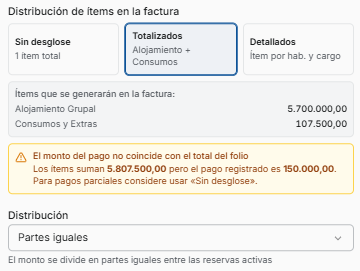 Distribución de ítems en la factura
Sin desglose
1 ítem total
Totalizados
Alojamiento +
Consumos
Detallados
Ítem por hab. y cargo
Ítems que se generarán en la factura:
Alojamiento Grupal 5.700.000,00
Consumos y Extras 107.500,00
El monto del pago no coincide con el total del folio
Los ítems suman 5.807.500,00 pero el pago registrado es 150.000,00.
Para pagos parciales considere usar «Sin desglose».
Distribución
Partes iguales
El monto se divide en partes iguales entre las reservas activas